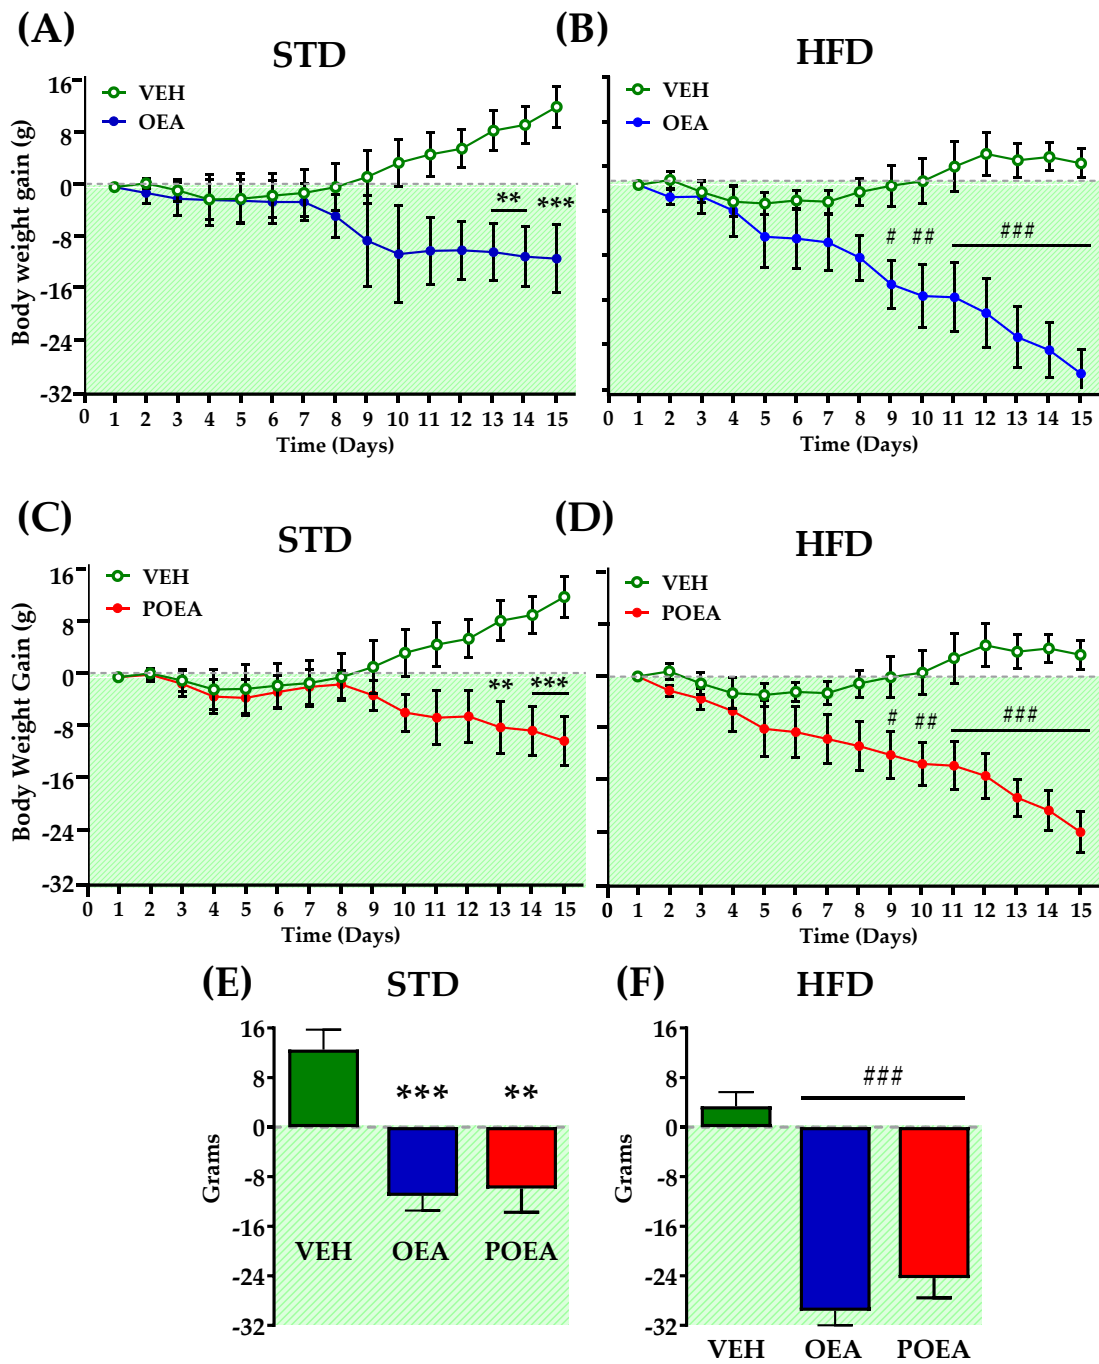 (A)
STD
(B)
HFD
VEH
OEA
VEH
OEA
Body weight gain (g)
16
8
0
-8
-16
-24
-32
** ***
# ## ###
0 1 2 3 4 5 6 7 8 9 10 11 12 13 14 15
Time (Days)
0 1 2 3 4 5 6 7 8 9 10 11 12 13 14 15
Time (Days)
(C)
STD
(D)
HFD
VEH
POEA
VEH
POEA
Body Weight Gain (g)
16
8
0
-8
-16
-24
-32
** ***
# ## ###
0 1 2 3 4 5 6 7 8 9 10 11 12 13 14 15
Time (Days)
0 1 2 3 4 5 6 7 8 9 10 11 12 13 14 15
Time (Days)
(E)
STD
Grams
16
8
0
-8
-16
-24
-32
*** **
VEH OEA POEA
(F)
HFD
Grams
16
8
0
-8
-16
-24
-32
###
VEH OEA POEA